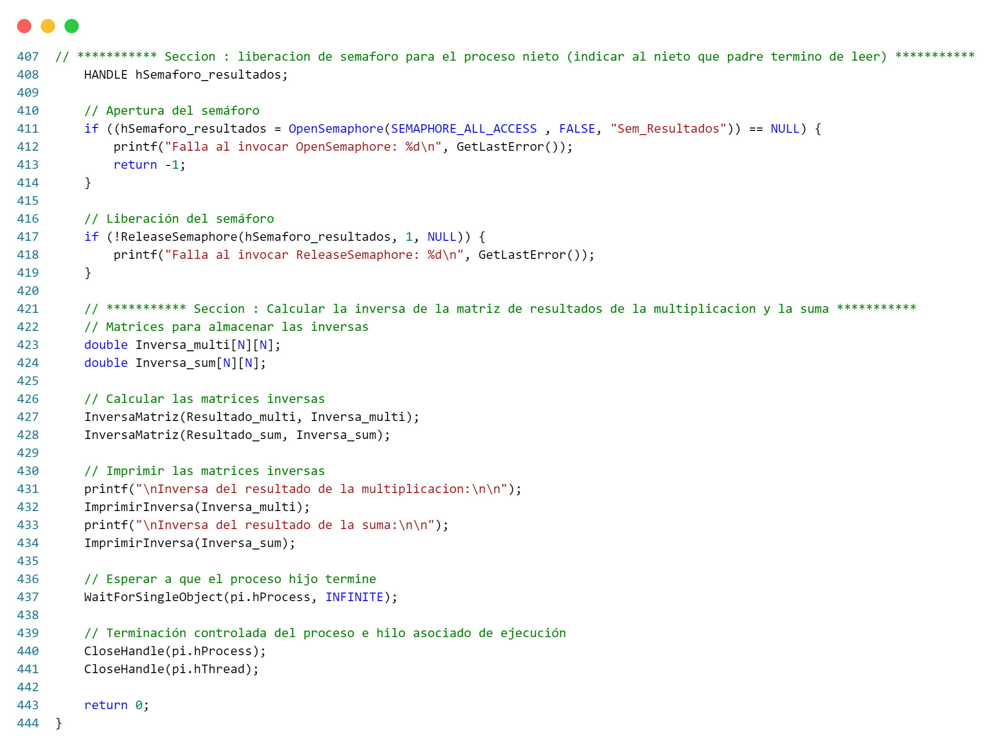 407 // *********** Seccion : liberacion de semaforo para el proceso nieto (indicar al nieto que padre termino de leer) ***********
408     HANDLE hSemaforo_resultados;
409
410     // Apertura del semáforo
411     if ((hSemaforo_resultados = OpenSemaphore(SEMAPHORE_ALL_ACCESS , FALSE, "Sem_Resultados")) == NULL) {
412         printf("Falla al invocar OpenSemaphore: %d\n", GetLastError());
413         return -1;
414     }
415
416     // Liberación del semáforo
417     if (!ReleaseSemaphore(hSemaforo_resultados, 1, NULL)) {
418         printf("Falla al invocar ReleaseSemaphore: %d\n", GetLastError());
419     }
420
421     // *********** Seccion : Calcular la inversa de la matriz de resultados de la multiplicacion y la suma ***********
422     // Matrices para almacenar las inversas
423     double Inversa_multi[N][N];
424     double Inversa_sum[N][N];
425
426     // Calcular las matrices inversas
427     InversaMatriz(Resultado_multi, Inversa_multi);
428     InversaMatriz(Resultado_sum, Inversa_sum);
429
430     // Imprimir las matrices inversas
431     printf("\nInversa del resultado de la multiplicacion:\n\n");
432     ImprimirInversa(Inversa_multi);
433     printf("\nInversa del resultado de la suma:\n\n");
434     ImprimirInversa(Inversa_sum);
435
436     // Esperar a que el proceso hijo termine
437     WaitForSingleObject(pi.hProcess, INFINITE);
438
439     // Terminación controlada del proceso e hilo asociado de ejecución
440     CloseHandle(pi.hProcess);
441     CloseHandle(pi.hThread);
442
443     return 0;
444 }